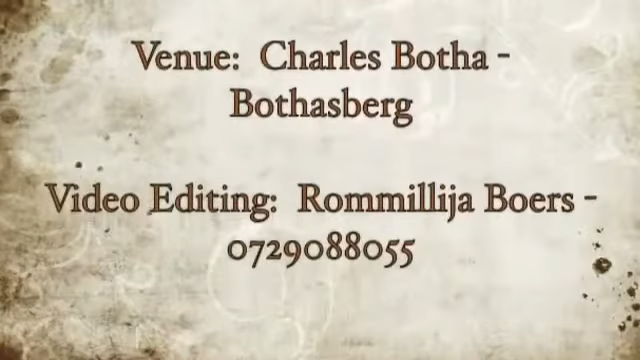 Venue: Charles Botha -
Bothasberg
Video Editing: Rommillija Boers -
0729088055